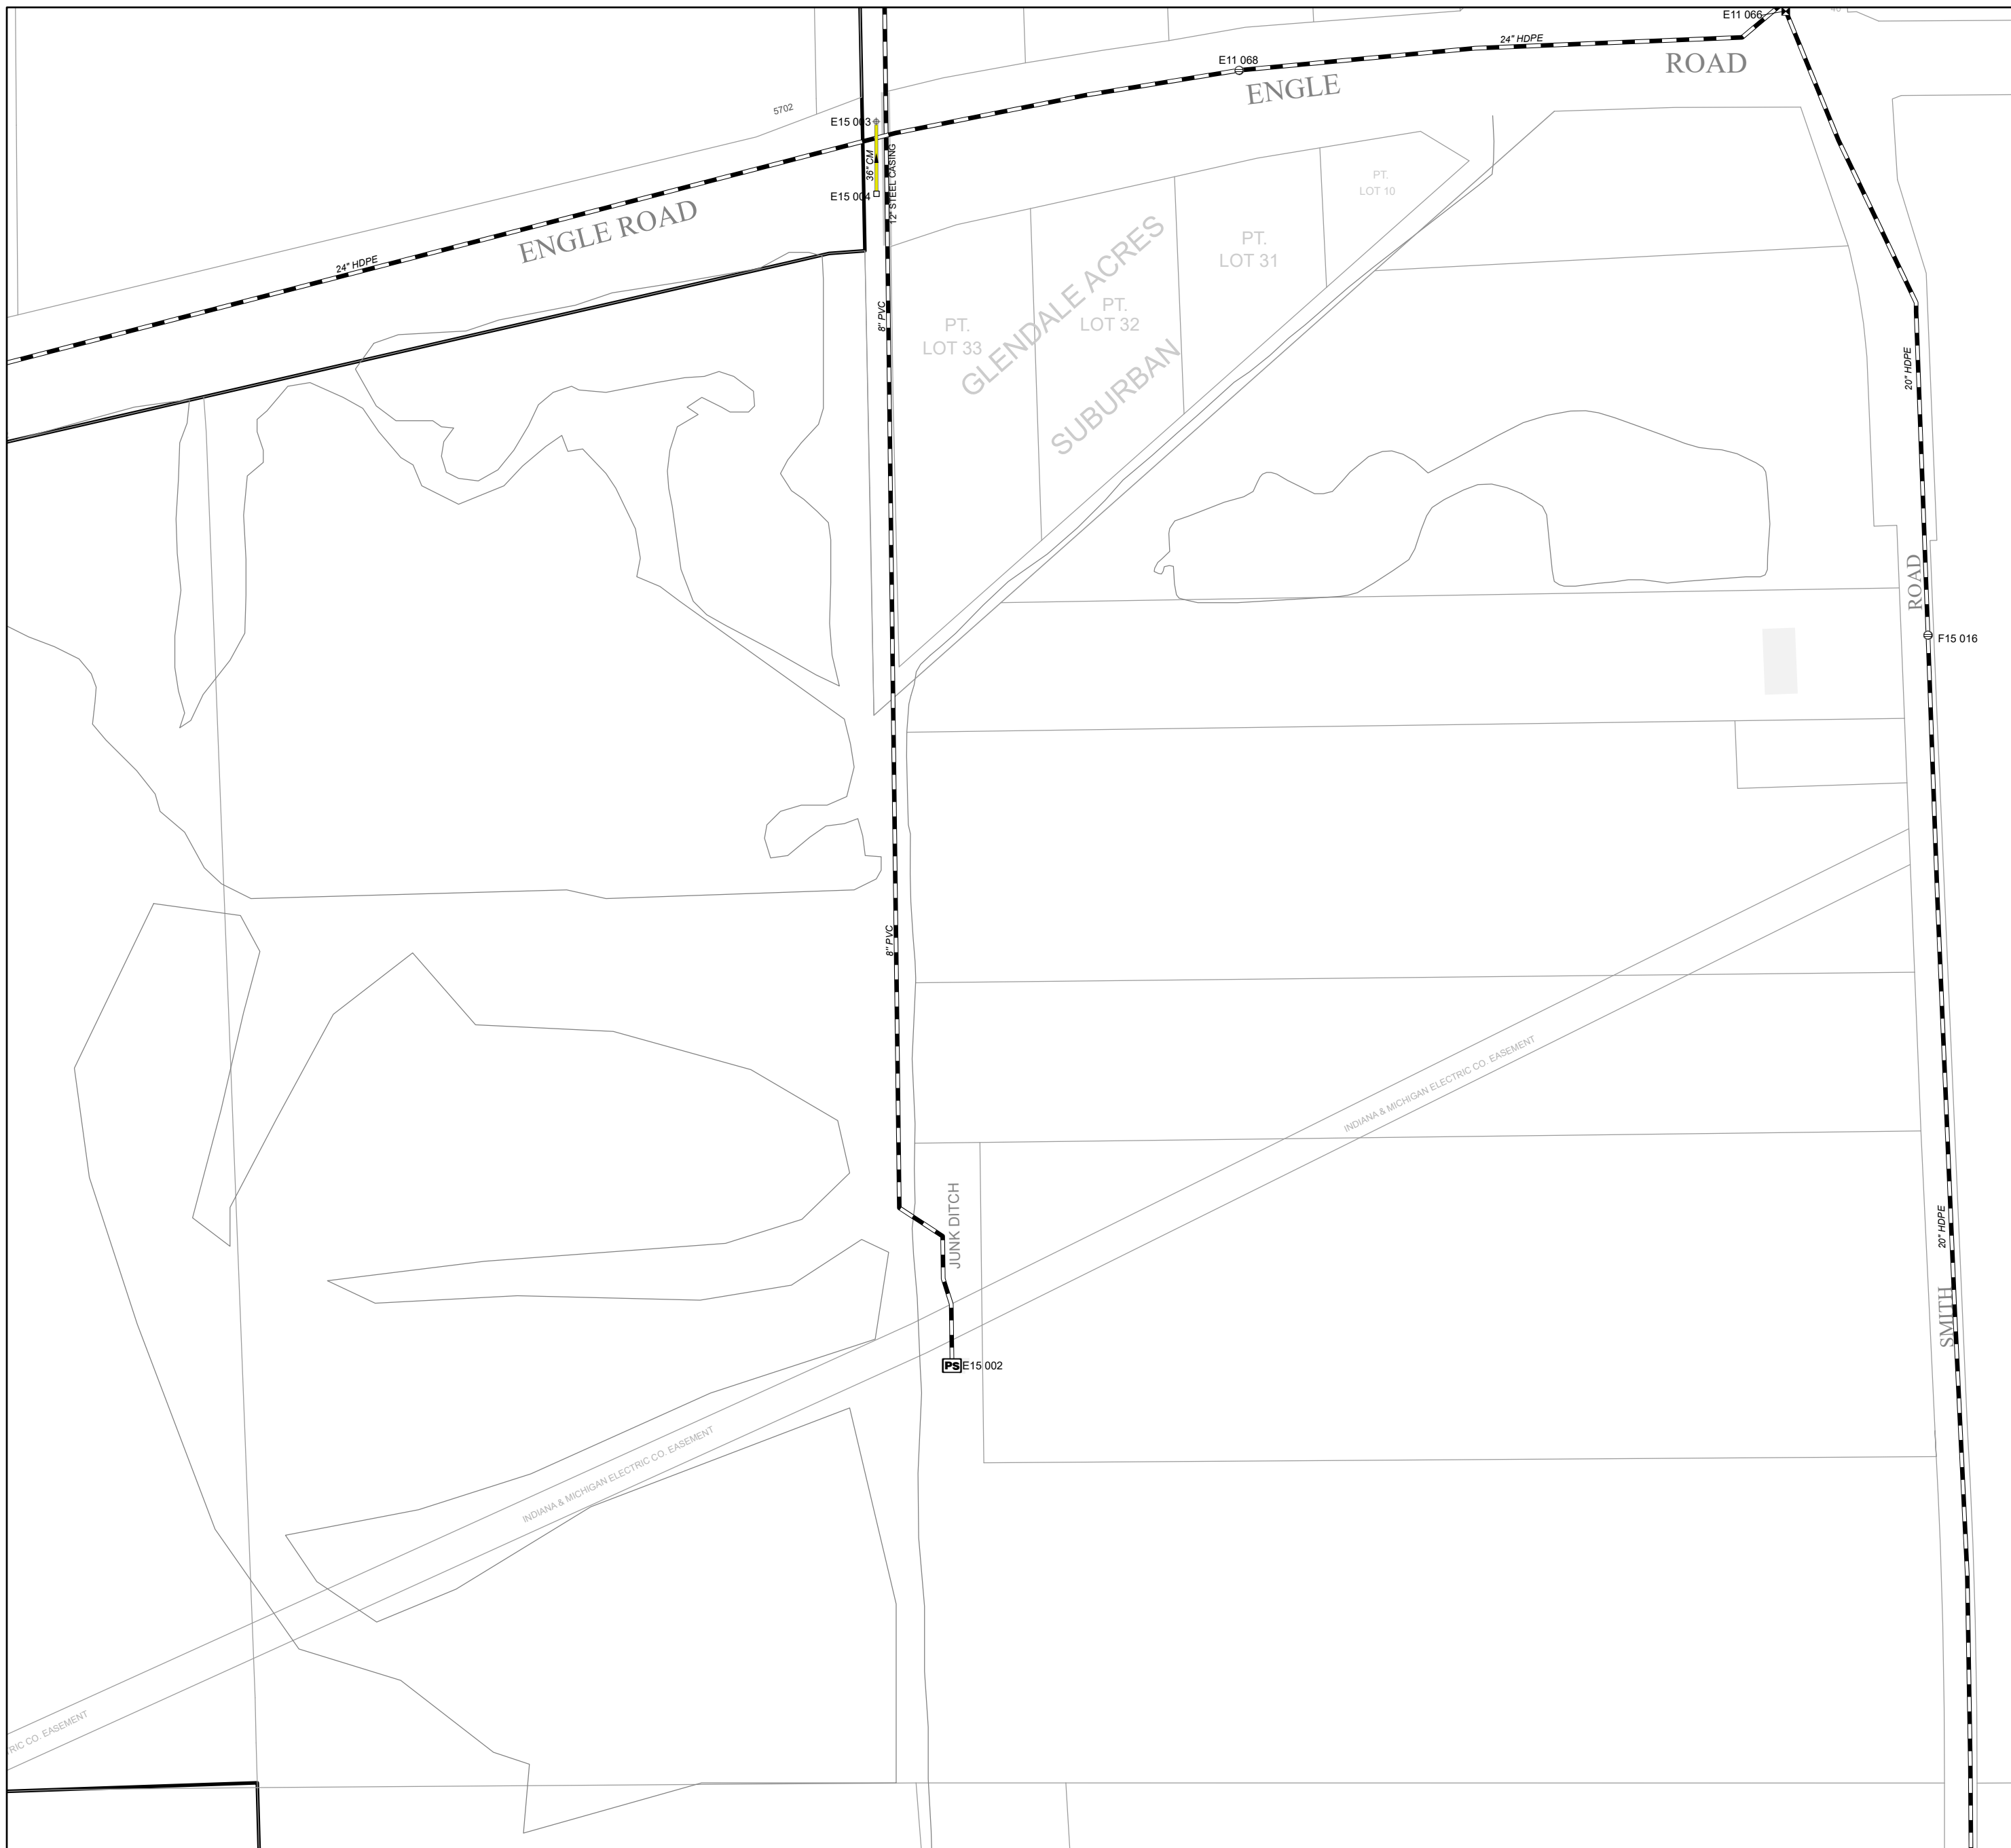 E11 066
24" HDPE
ROAD
E11 068
ENGLE
5702
E15 003
36" CM
12" STEEL CASING
E15 004
ENGLE ROAD
24" HDPE
PT.
LOT 10
PT.
LOT 31
GLENDALE ACRES
PT.
LOT 32
8" PVC
PT.
LOT 33
SUBURBAN
20" HDPE
ROAD
F15 016
8" PVC
INDIANA & MICHIGAN ELECTRIC CO. EASEMENT
JUNK DITCH
20" HDPE
SMITH
PS
E15 002
INDIANA & MICHIGAN ELECTRIC CO. EASEMENT
TRIC CO. EASEMENT